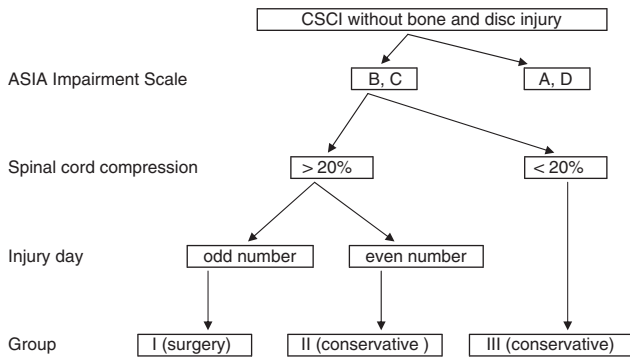 CSCI without bone and disc injury
ASIA Impairment Scale B, C A, D
Spinal cord compression > 20% < 20%
Injury day odd number even number
Group I (surgery) II (conservative ) III (conservative)